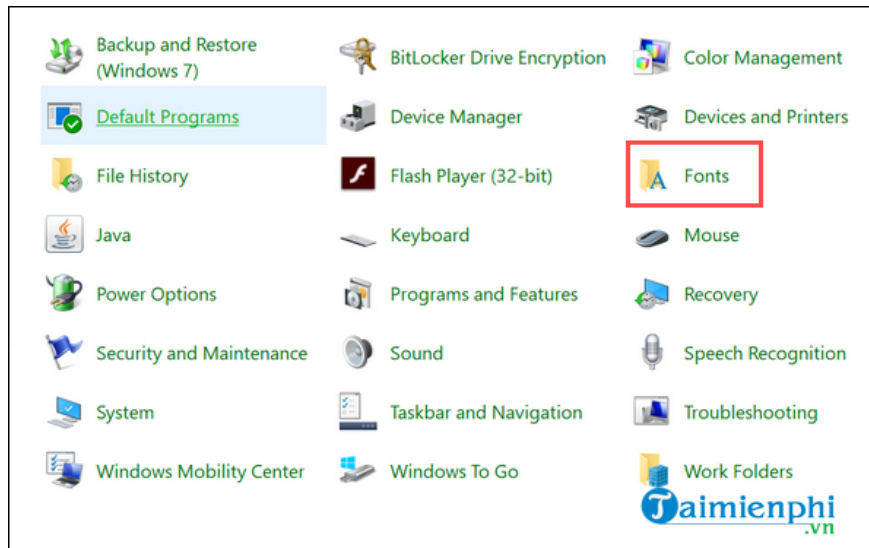 Backup and Restore
(Windows 7)
BitLocker Drive Encryption
Color Management
Default Programs
Device Manager
Devices and Printers
File History
Flash Player (32-bit)
Fonts
Java
Keyboard
Mouse
Power Options
Programs and Features
Recovery
Security and Maintenance
Sound
Speech Recognition
System
Taskbar and Navigation
Troubleshooting
Windows Mobility Center
Windows To Go
Work Folders
Taimienphi
.vn